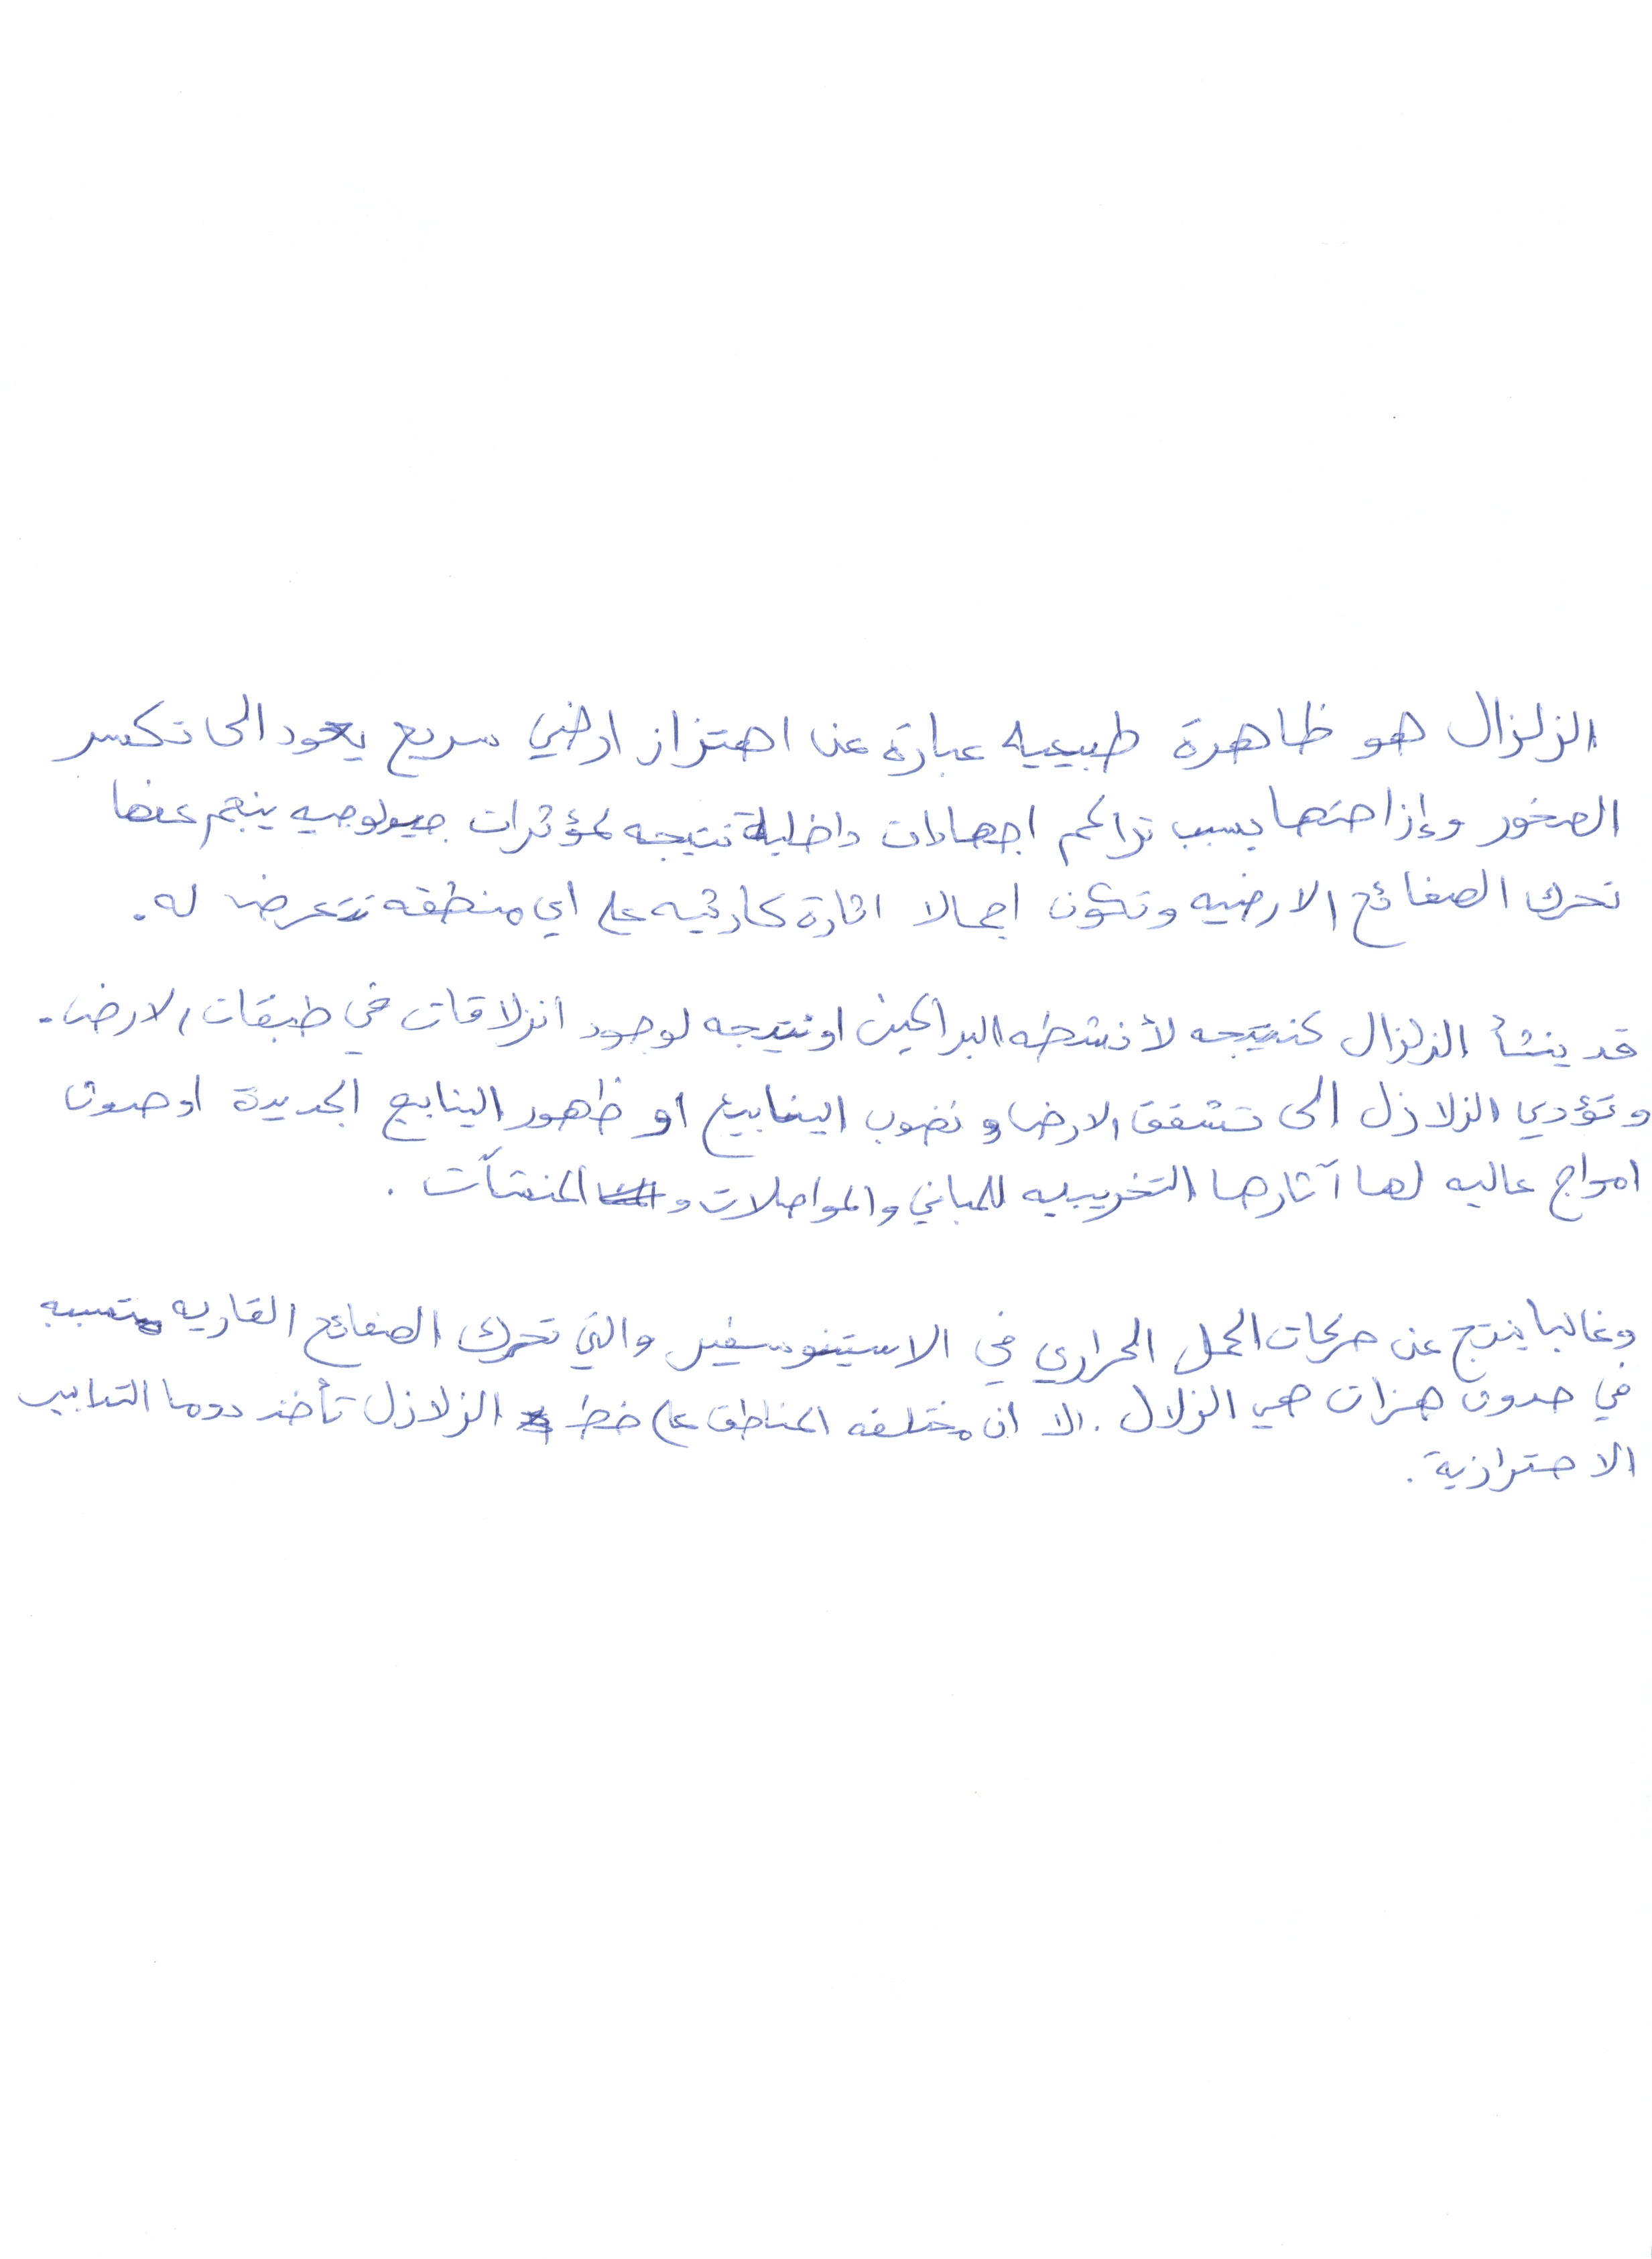 الزلزال هو ظاهرة طبيعيه عبارة عن اهتزاز ارضي سريع يعود الى تكسر
الصخور وإزاحتها بسبب تراكم اجهادات داخلية نتيجه لمؤثرات جيولوجيه ينجم عنها
تحرك الصفائح الارضيه وتكون اجمالا اثارة كارثيه على اي منطقه تتعرض له.
قد ينشأ الزلزال كنتيجه لأنشطه البراكين او نتيجه لوجود انزلاقات في طبقات الارض.
وتؤدي الزلازل الى تشقق الارض و نضوب الينابيع او ظهور الينابيع الجديدة او حدوث
امواج عاليه لها آثارها التخريبيه للمباني والمواصلات و المنشآت .
وغالبا ينتج عن حركات الحمل الحراري في الاستينوسفير والتي تحرك الصفائح القاريه متسببه
في حدوث هزات هي الزلال . الا ان مختلفه المناطق على خط الزلازل تأخذ دوما التدابير
الاحترازية .